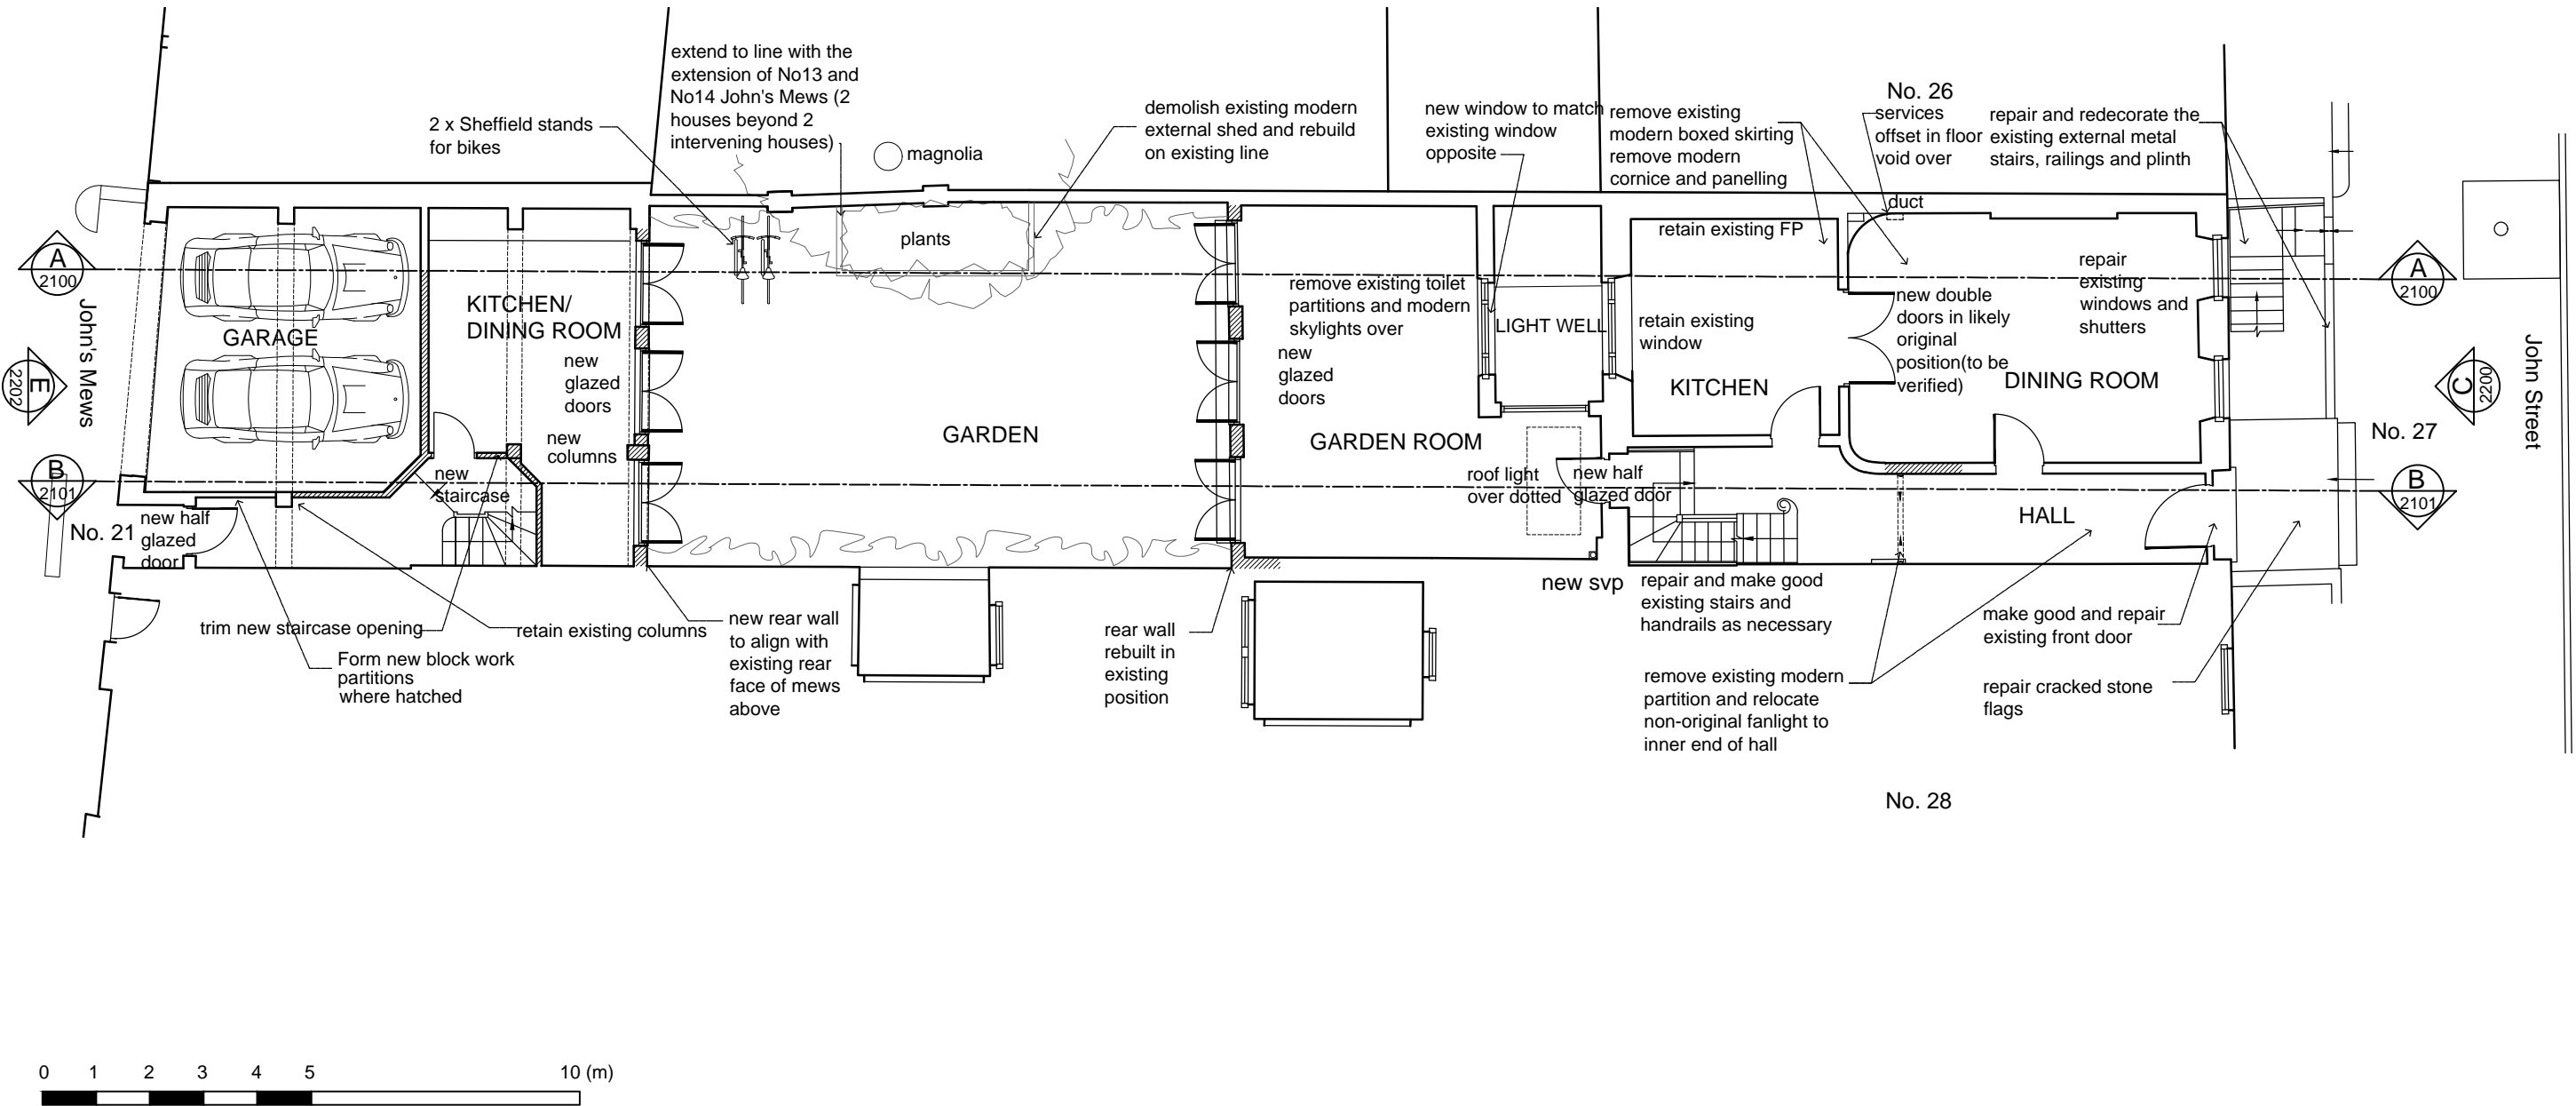 extend to line with the
extension of No13 and
No14 John's Mews (2
houses beyond 2
intervening houses)
2 x Sheffield stands
for bikes
magnolia
demolish existing modern
external shed and rebuild
on existing line
new window to match
existing window
opposite
remove existing
modern boxed skirting
remove modern
cornice and panelling
No. 26
services
offset in floor
void over
duct
repair and redecorate the
existing external metal
stairs, railings and plinth
A
2100
John's Mews
E
2202
B
2101
No. 21
GARAGE
KITCHEN/
DINING ROOM
new
glazed
doors
new
columns
new
staircase
new half
glazed
door
plants
GARDEN
remove existing toilet
partitions and modern
skylights over
new
glazed
doors
GARDEN ROOM
LIGHT WELL
roof light
over dotted
new half
glazed door
retain existing FP
retain existing
window
KITCHEN
new double
doors in likely
original
position(to be
verified)
repair
existing
windows and
shutters
DINING ROOM
HALL
A
2100
C
2200
John Street
No. 27
B
2101
trim new staircase opening
retain existing columns
Form new block work
partitions
where hatched
new rear wall
to align with
existing rear
face of mews
above
rear wall
rebuilt in
existing
position
new svp
repair and make good
existing stairs and
handrails as necessary
remove existing modern
partition and relocate
non-original fanlight to
inner end of hall
make good and repair
existing front door
repair cracked stone
flags
No. 28
0 1 2 3 4 5 10 (m)